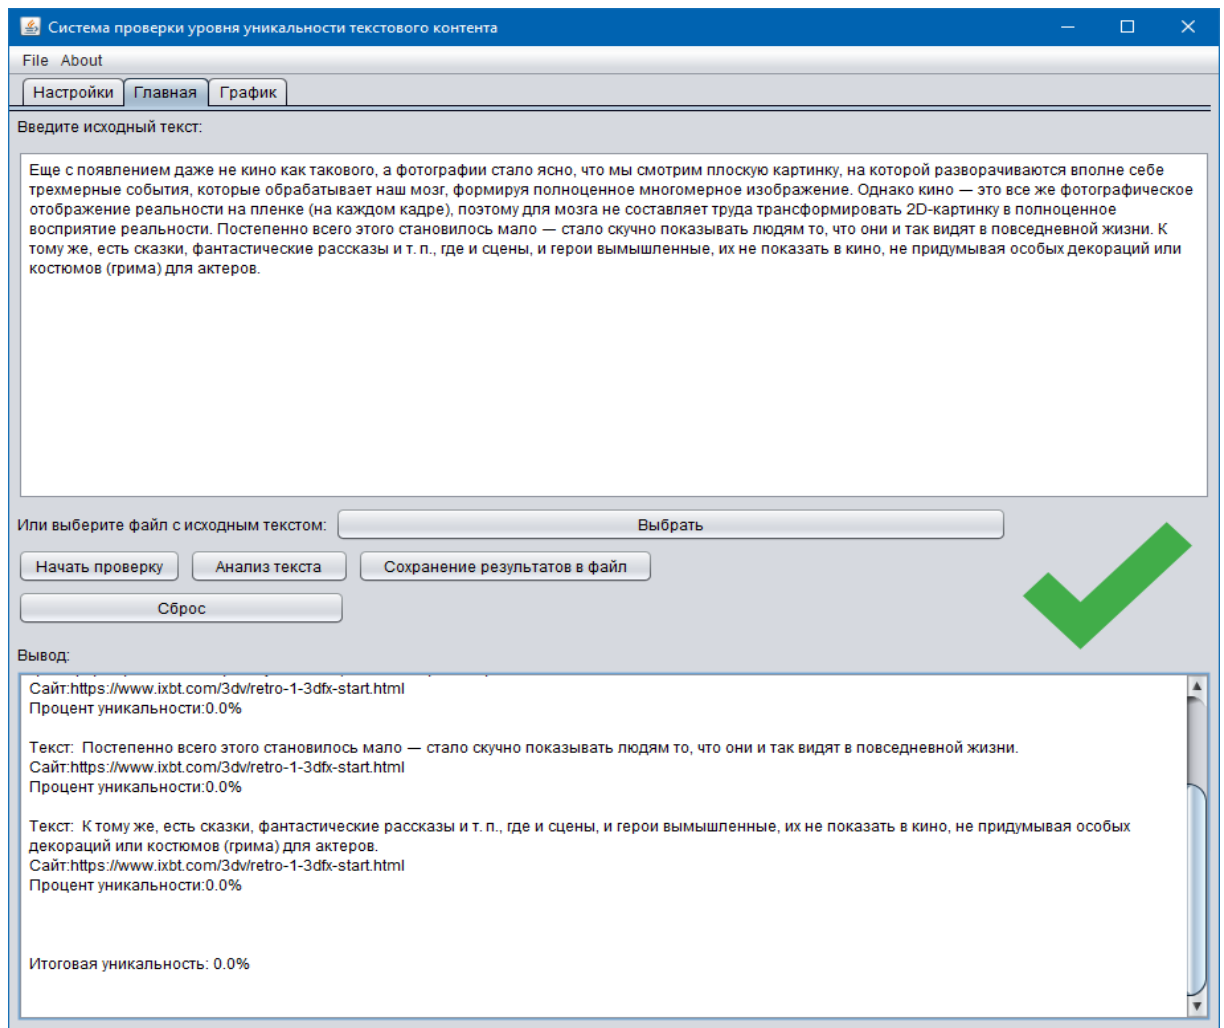 Система проверки уровня уникальности текстового контента
File About
Настройки Главная График
Введите исходный текст:
Еще с появлением даже не кино как такового, а фотографии стало ясно, что мы смотрим плоскую картинку, на которой разворачиваются вполне себе
трехмерные события, которые обрабатывает наш мозг, формируя полноценное многомерное изображение. Однако кино — это все же фотографическое
отображение реальности на пленке (на каждом кадре), поэтому для мозга не составляет труда трансформировать 2D-картинку в полноценное
восприятие реальности. Постепенно всего этого становилось мало — стало скучно показывать людям то, что они и так видят в повседневной жизни. К
тому же, есть сказки, фантастические рассказы и т. п., где и сцены, и герои вымышленные, их не показать в кино, не придумывая особых декораций или
костюмов (грима) для актеров.
Или выберите файл с исходным текстом: Выбрать
Начать проверку Анализ текста Сохранение результатов в файл
Сброс
Вывод:
Сайт:https://www.ixbt.com/3dv/retro-1-3dfx-start.html
Процент уникальности:0.0%
Текст: Постепенно всего этого становилось мало — стало скучно показывать людям то, что они и так видят в повседневной жизни.
Сайт:https://www.ixbt.com/3dv/retro-1-3dfx-start.html
Процент уникальности:0.0%
Текст: К тому же, есть сказки, фантастические рассказы и т. п., где и сцены, и герои вымышленные, их не показать в кино, не придумывая особых
декораций или костюмов (грима) для актеров.
Сайт:https://www.ixbt.com/3dv/retro-1-3dfx-start.html
Процент уникальности:0.0%
Итоговая уникальность: 0.0%